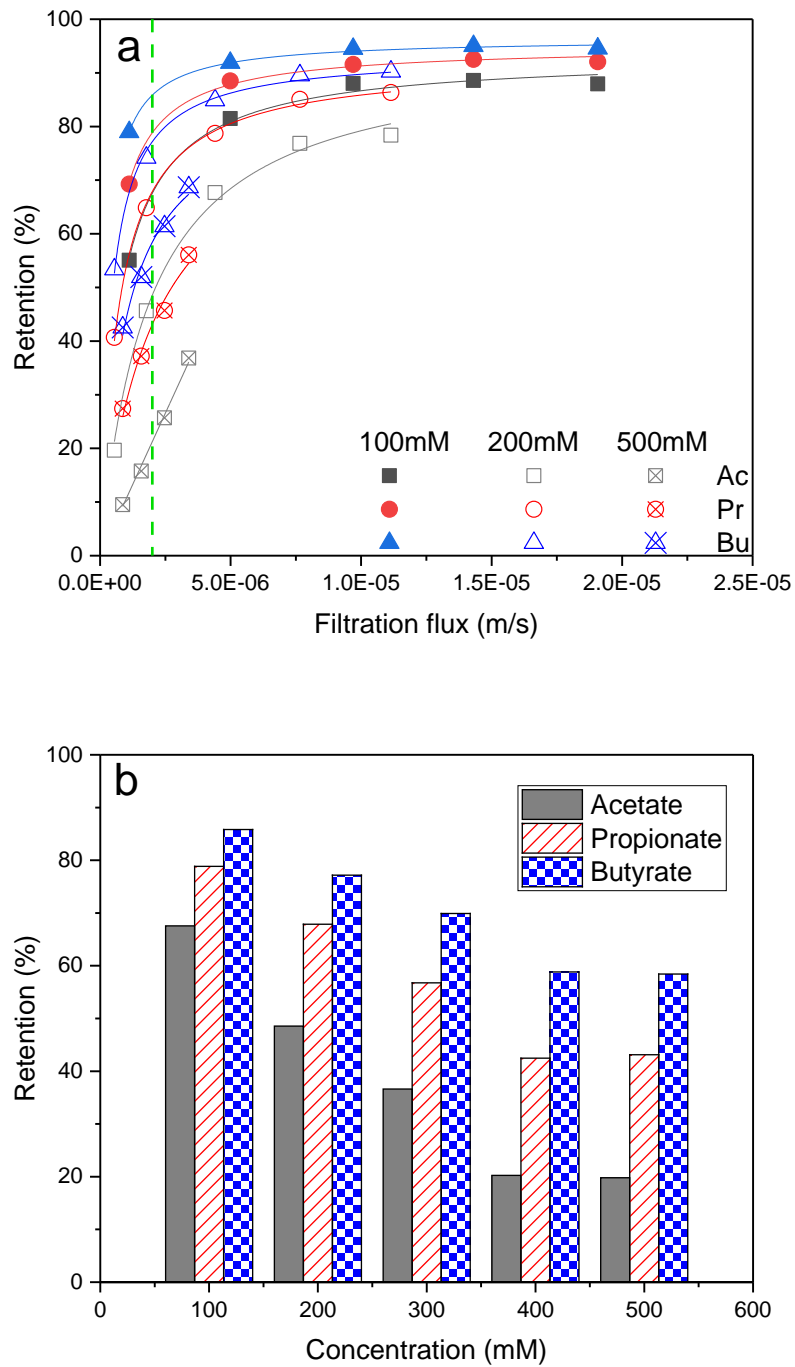 a
100
80
60
40
20
0
Retention (%)
100mM 200mM 500mM
Ac
Pr
Bu
0.0E+00 5.0E-06 1.0E-05 1.5E-05 2.0E-05 2.5E-05
Filtration flux (m/s)
b
100
80
60
40
20
0
Retention (%)
Acetate
Propionate
Butyrate
0 100 200 300 400 500 600
Concentration (mM)